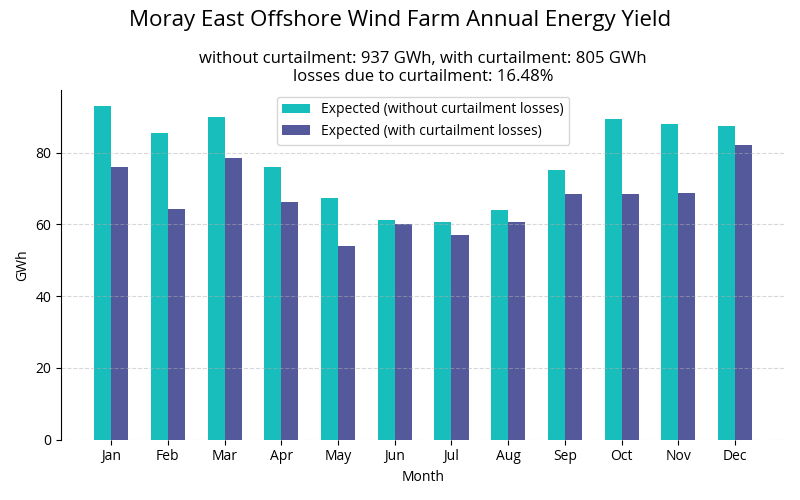 Moray East Offshore Wind Farm Annual Energy Yield
without curtailment: 937 GWh, with curtailment: 805 GWh
losses due to curtailment: 16.48%
Expected (without curtailment losses)
Expected (with curtailment losses)
GWh
80
60
40
20
0
Jan Feb Mar Apr May Jun Jul Aug Sep Oct Nov Dec
Month